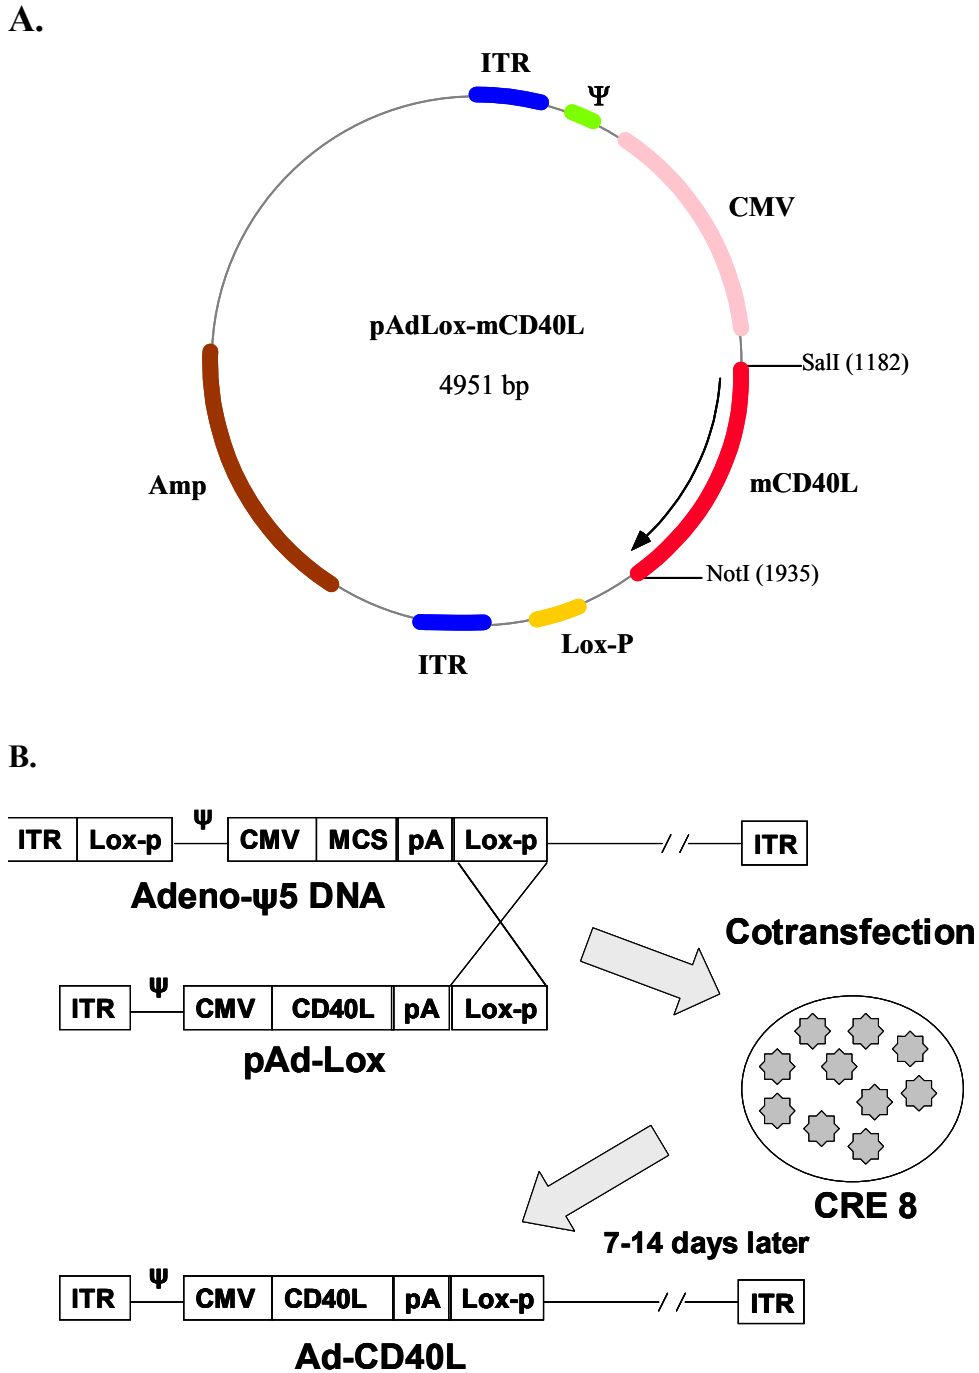 A.
ITR
Ψ
CMV
pAdLox-mCD40L
4951 bp
SalI (1182)
mCD40L
Amp
NotI (1935)
Lox-P
ITR
B.
ψ
ITR Lox-p CMV MCS pA Lox-p ITR
Adeno-ψ5 DNA
Cotransfection
ψ
ITR CMV CD40L pA Lox-p
pAd-Lox
CRE 8
7-14 days later
ψ
ITR CMV CD40L pA Lox-p ITR
Ad-CD40L